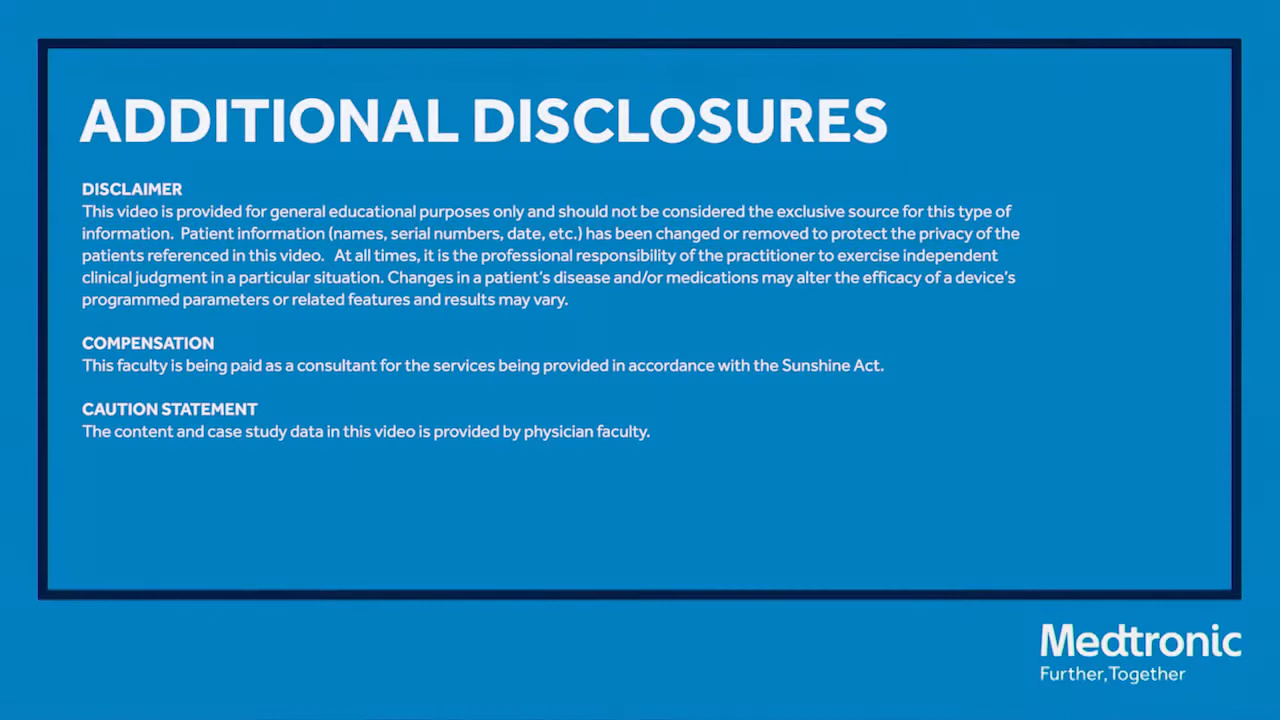 ADDITIONAL DISCLOSURES
DISCLAIMER
This video is provided for general educational purposes only and should not be considered the exclusive source for this type of
information.  Patient information (names, serial numbers, date, etc.) has been changed or removed to protect the privacy of the
patients referenced in this video.   At all times, it is the professional responsibility of the practitioner to exercise independent
clinical judgment in a particular situation. Changes in a patient's disease and/or medications may alter the efficacy of a device's
programmed parameters or related features and results may vary.
COMPENSATION
This faculty is being paid as a consultant for the services being provided in accordance with the Sunshine Act.
CAUTION STATEMENT
The content and case study data in this video is provided by physician faculty.
Medtronic
Further, Together